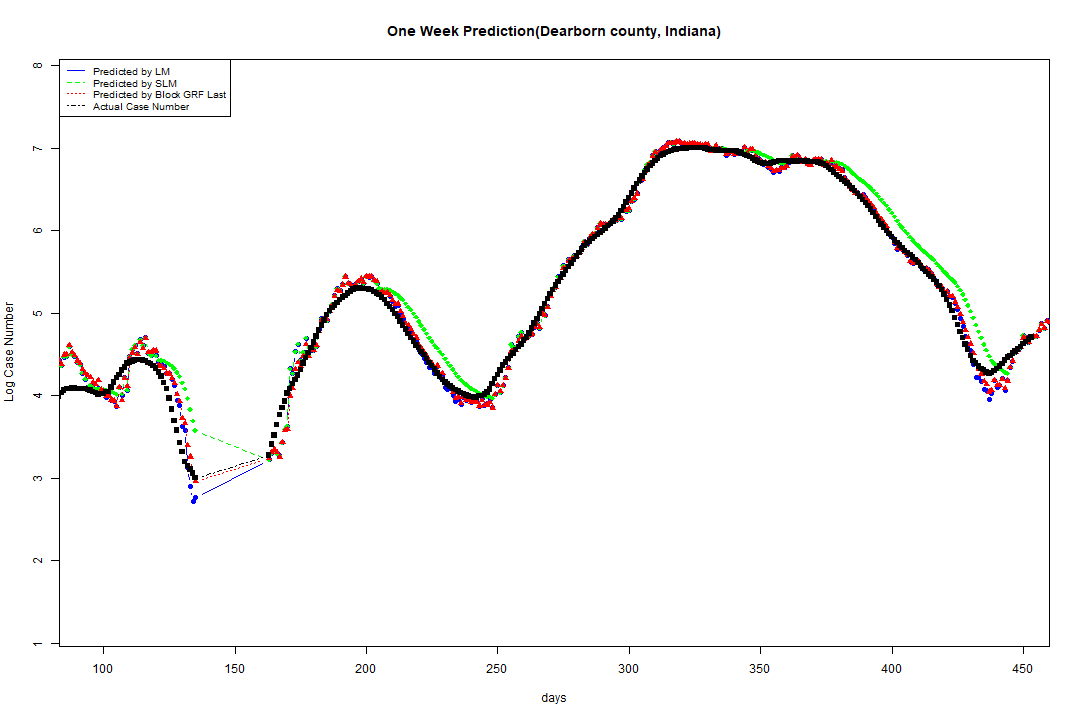 One Week Prediction(Dearborn county, Indiana)
Predicted by LM
Predicted by SLM
Predicted by Block GRF Last
Actual Case Number
8
7
6
5
4
3
2
1
Log Case Number
100 150 200 250 300 350 400 450
days